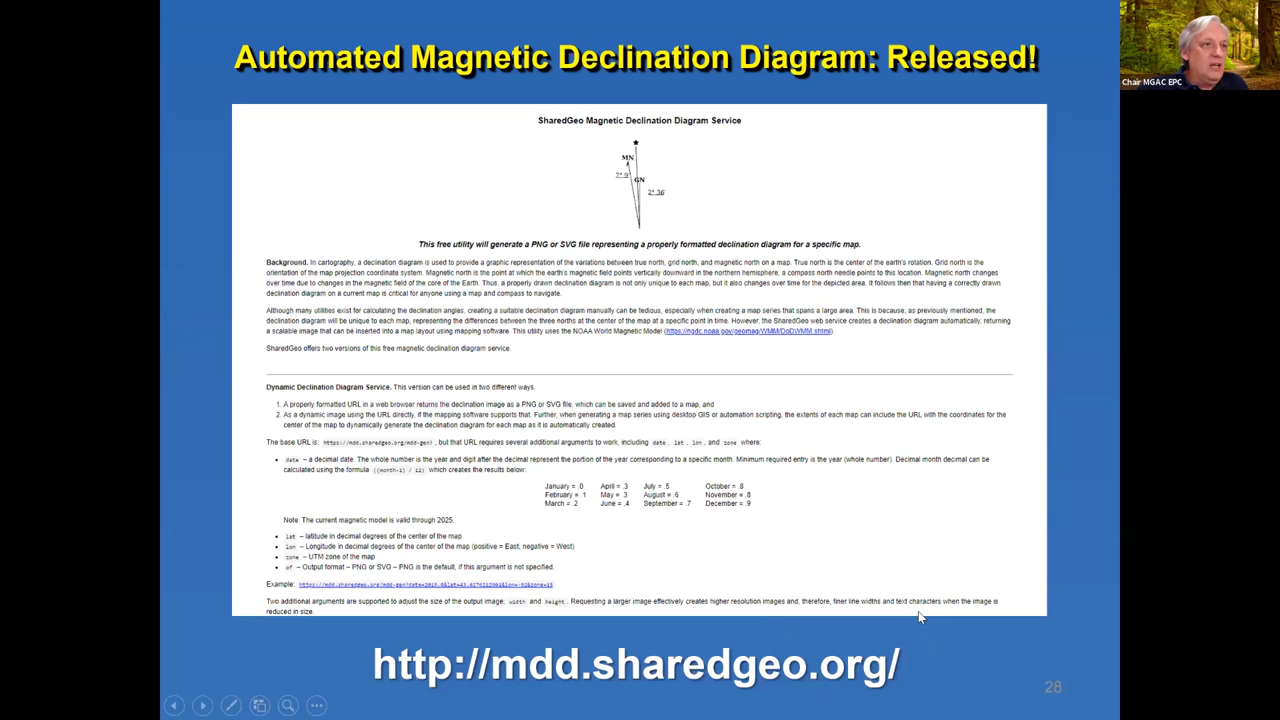 Automated Magnetic Declination Diagram: Released!
Chair MGAC EPC
SharedGeo Magnetic Declination Diagram Service
MN
GN
2° 36'
This free utility will generate a PNG or SVG file representing a properly formatted declination diagram for a specific map.
Background. In cartography, a declination diagram is used to provide a graphic representation of the variations between true north, grid north, and magnetic north on a map. True north is the center of the earth's rotation. Grid north is the
orientation of the map projection coordinate system. Magnetic north is the point at which the earth's magnetic field points vertically downward in the northern hemisphere; a compass north needle points to this location. Magnetic north changes
over time due to changes in the magnetic field of the core of the Earth. Thus, a properly drawn declination diagram is not only unique to each map, but it also changes over time for the depicted area. It follows then that having a correctly drawn
declination diagram on a current map is critical for anyone using a map and compass to navigate.
Although many utilities exist for calculating the declination angles, creating a suitable declination diagram manually can be tedious, especially when creating a map series that spans a large area. This is because, as previously mentioned, the
declination diagram will be unique to each map, representing the differences between the three norths at the center of the map at a specific point in time. However, the SharedGeo web service creates a declination diagram automatically, returning
a scalable image that can be inserted into a map layout using mapping software. This utility uses the NOAA World Magnetic Model (https://ngdc.noaa.gov/geomag/WMM/DoDWMM.shtml).
SharedGeo offers two versions of this free magnetic declination diagram service.
Dynamic Declination Diagram Service. This version can be used in two different ways.
1. A properly formatted URL in a web browser returns the declination image as a PNG or SVG file, which can be saved and added to a map, and
2. As a dynamic image using the URL directly, if the mapping software supports that. Further, when generating a map series using desktop GIS or automation scripting, the extents of each map can include the URL with the coordinates for the
center of the map to dynamically generate the declination diagram for each map as it is automatically created.
The base URL is: https://mdd.sharedgeo.org/mdd-gen?, but that URL requires several additional arguments to work, including date, lat, lon, and zone where:
• date – a decimal date. The whole number is the year and digit after the decimal represent the portion of the year corresponding to a specific month. Minimum required entry is the year (whole number). Decimal month decimal can be
calculated using the formula ((month-1) / 12) which creates the results below:
January = .0 April = .3 July = .5 October = .8
February = .1 May = .3 August = .6 November = .8
March = .2 June = .4 September = .7 December = .9
Note: The current magnetic model is valid through 2025.
• lat – latitude in decimal degrees of the center of the map
• lon – Longitude in decimal degrees of the center of the map (positive = East, negative = West)
• zone – UTM zone of the map
• of – Output format – PNG or SVG – PNG is the default, if this argument is not specified.
Example:
Two additional arguments are supported to adjust the size of the output image; width and height. Requesting a larger image effectively creates higher resolution images and, therefore, finer line widths and text characters when the image is
reduced in size.
http://mdd.sharedgeo.org/
28